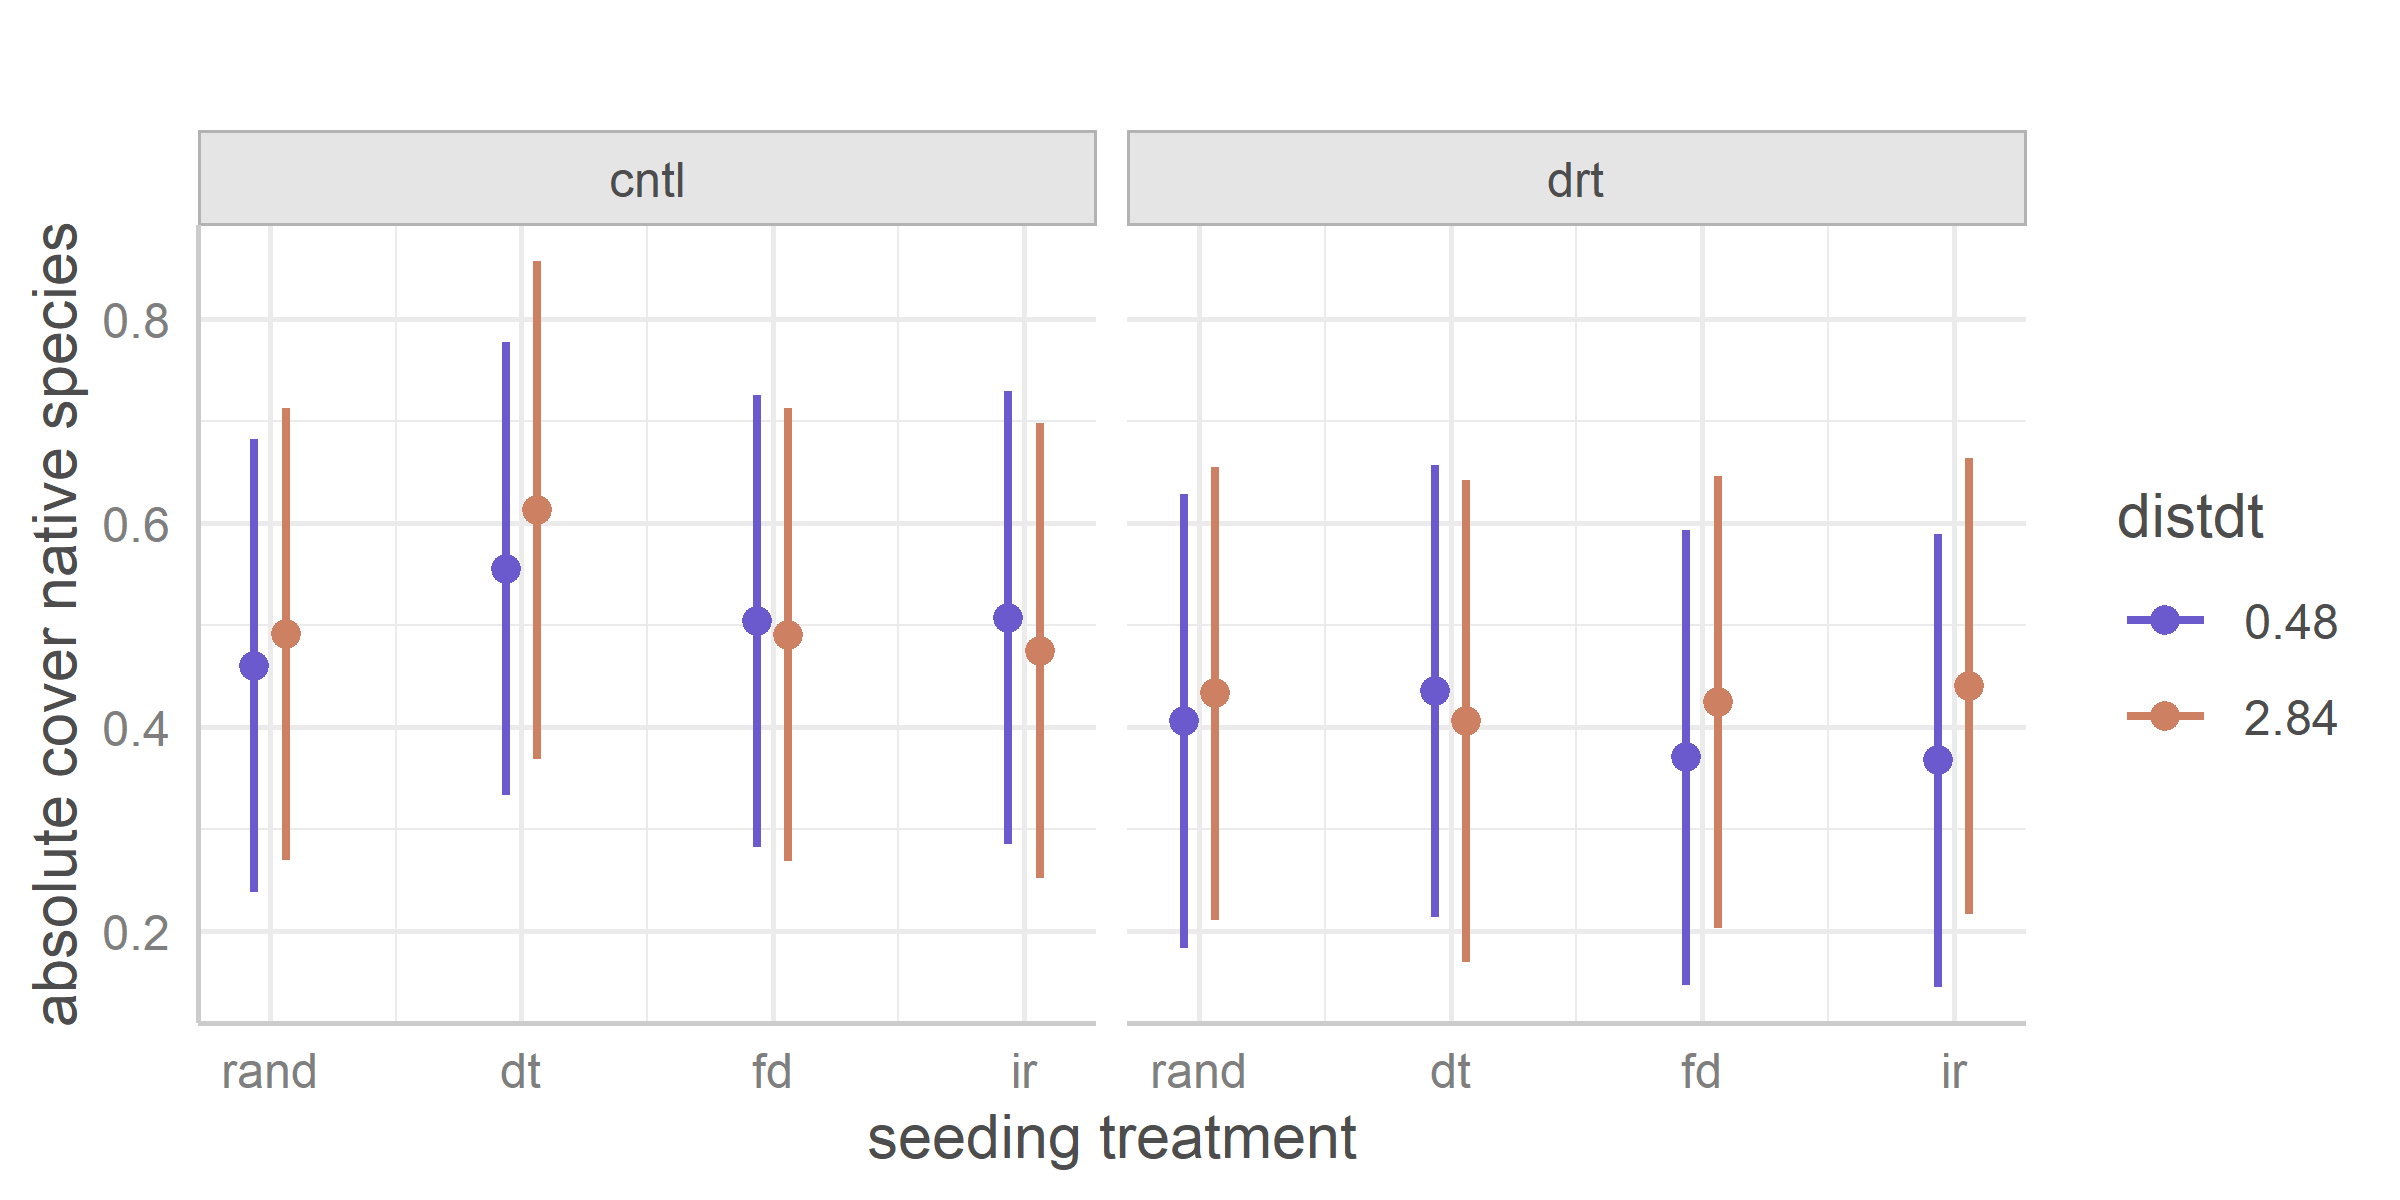 cntl
drt
absolute cover native species
0.8
0.6
0.4
0.2
rand dt fd ir
rand dt fd ir
seeding treatment
distdt
0.48
2.84